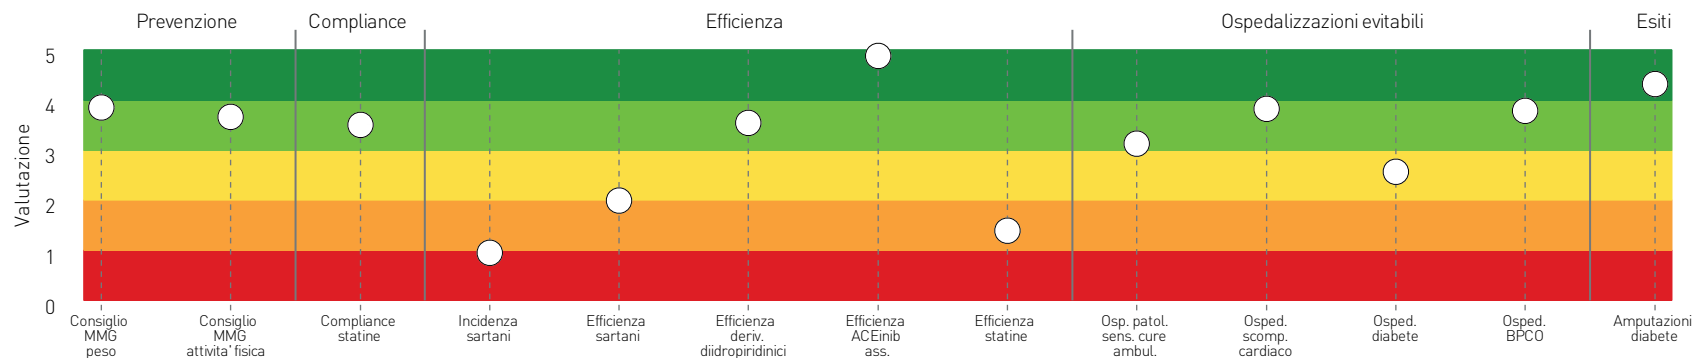 Prevenzione
Compliance
Efficienza
Ospedalizzazioni evitabili
Esiti
Valutazione
5
4
3
2
1
0
Consiglio
MMG
peso
Consiglio
MMG
attivita' fisica
Compliance
statine
Incidenza
sartani
Efficienza
sartani
Efficienza
deriv.
diidropiridinici
Efficienza
ACEinib
ass.
Efficienza
statine
Osp. patol.
sens. cure
ambul.
Osped.
scomp.
cardiaco
Osped.
diabete
Osped.
BPCO
Amputazioni
diabete